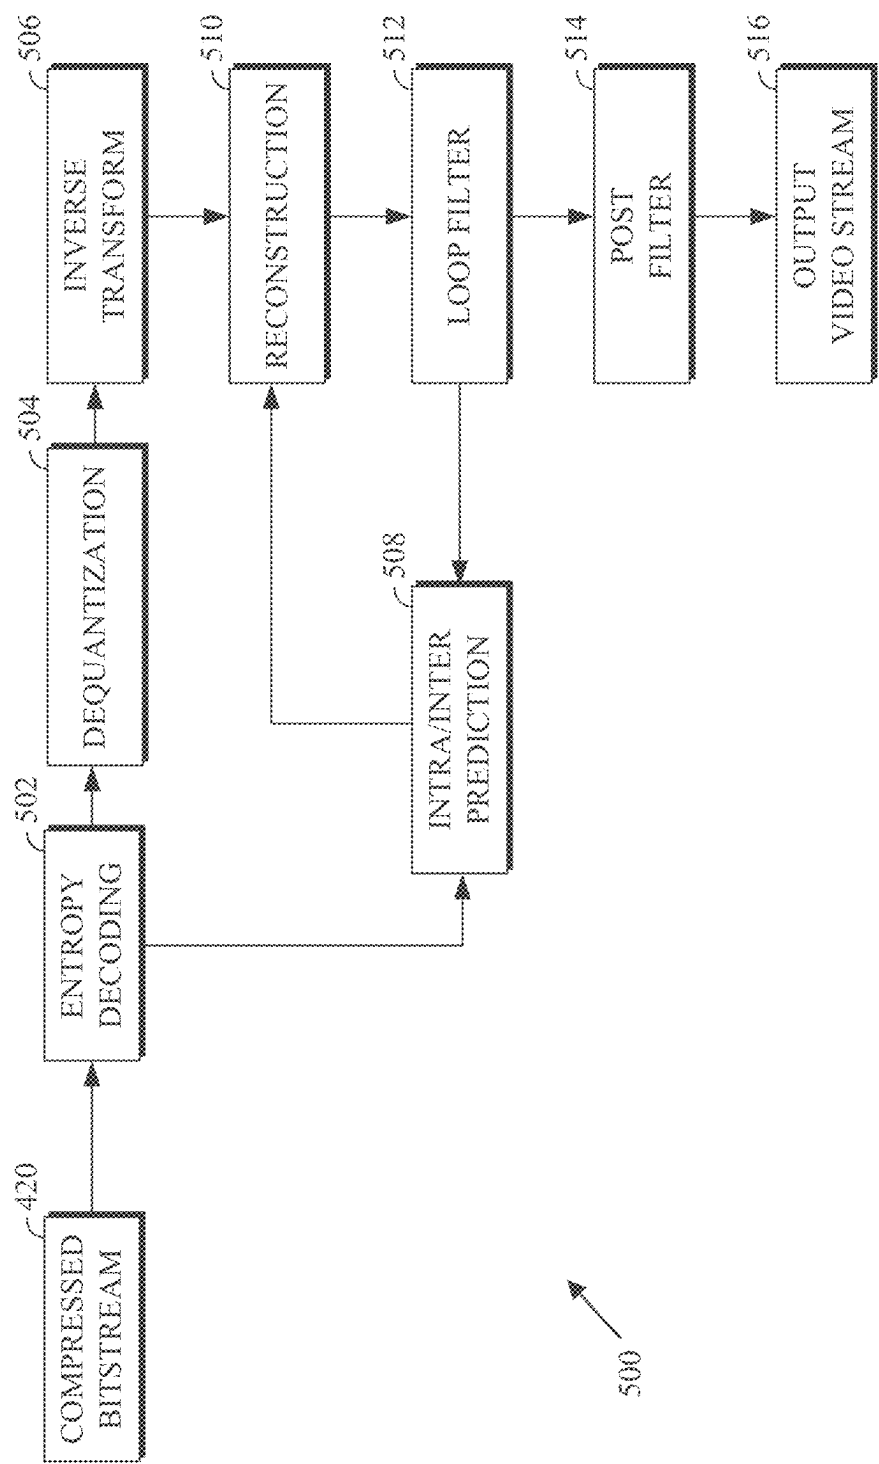 420
COMPRESSED
BITSTREAM
502
ENTROPY
DECODING
504
DEQUANTIZATION
506
INVERSE
TRANSFORM
508
INTRA/INTER
PREDICTION
510
RECONSTRUCTION
512
LOOP FILTER
514
POST
FILTER
516
OUTPUT
VIDEO STREAM
500